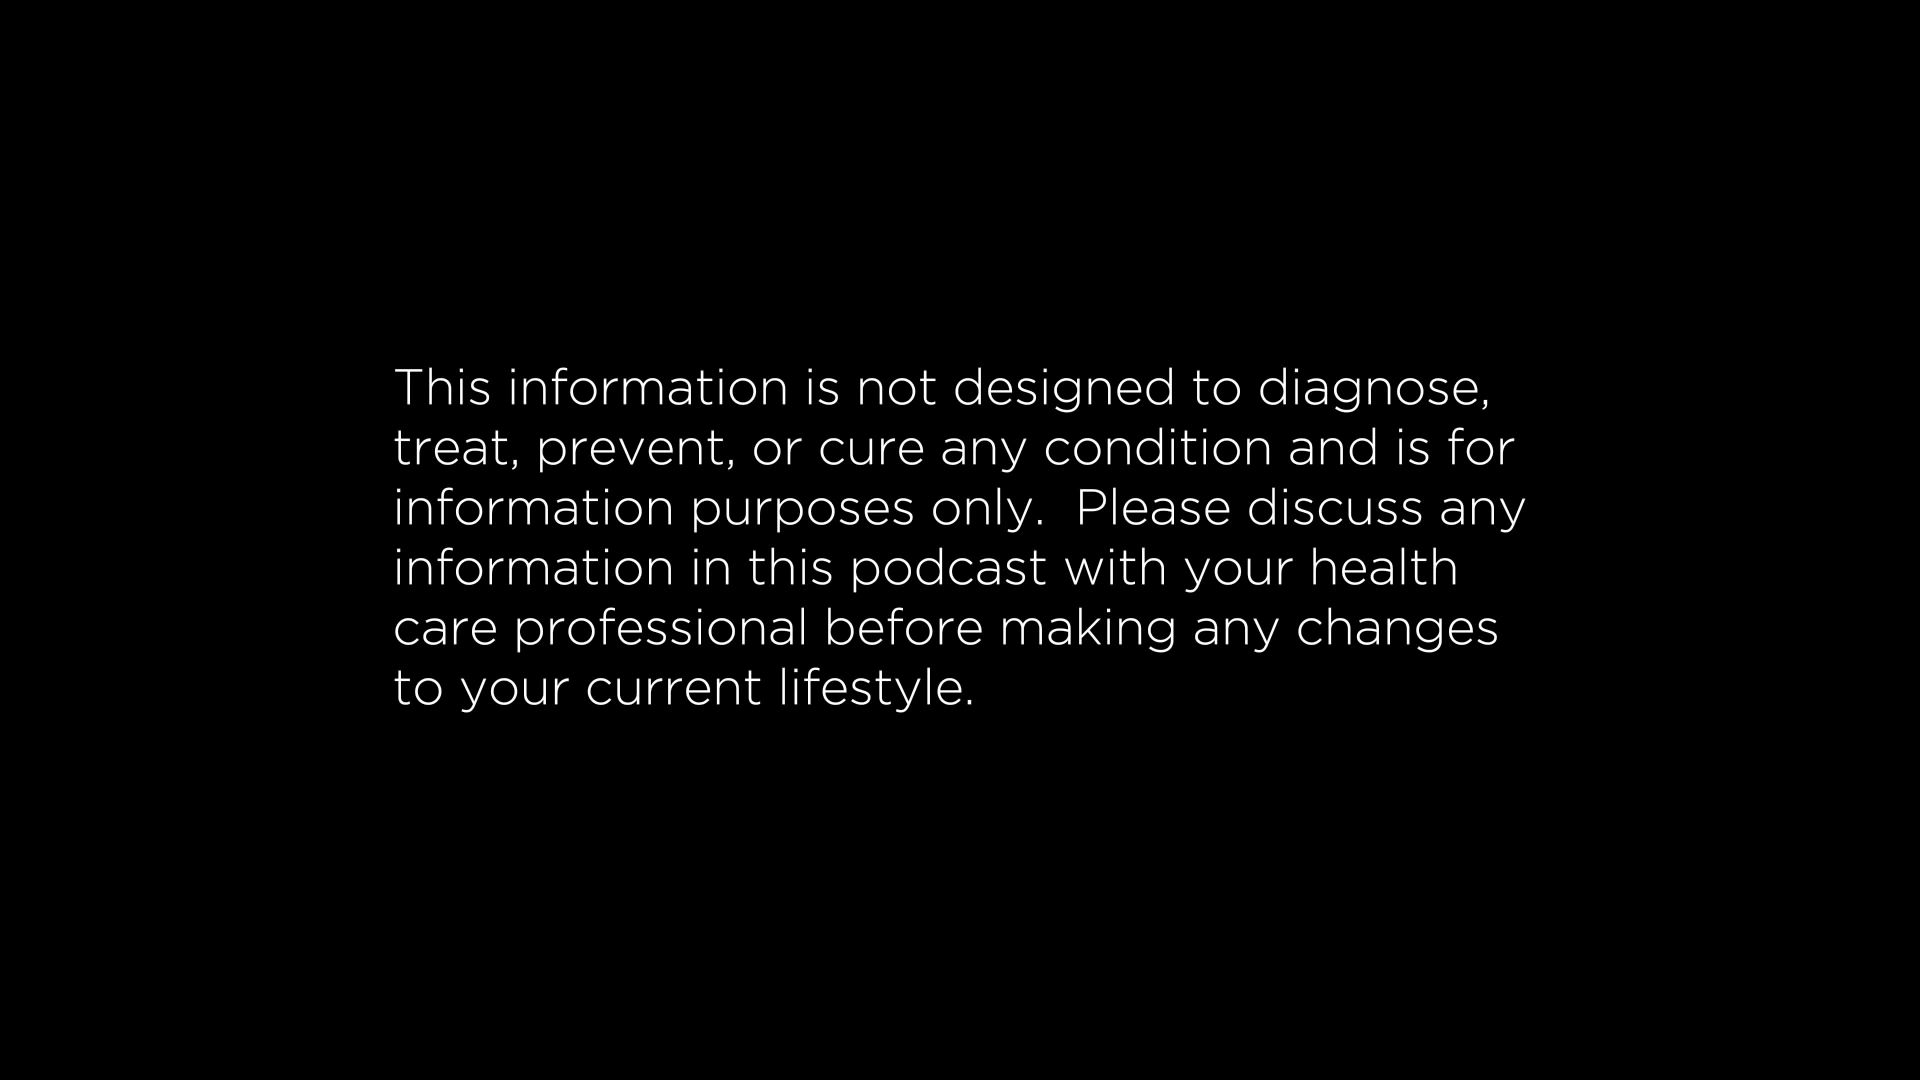 This information is not designed to diagnose,
treat, prevent, or cure any condition and is for
information purposes only.  Please discuss any
information in this podcast with your health
care professional before making any changes
to your current lifestyle.